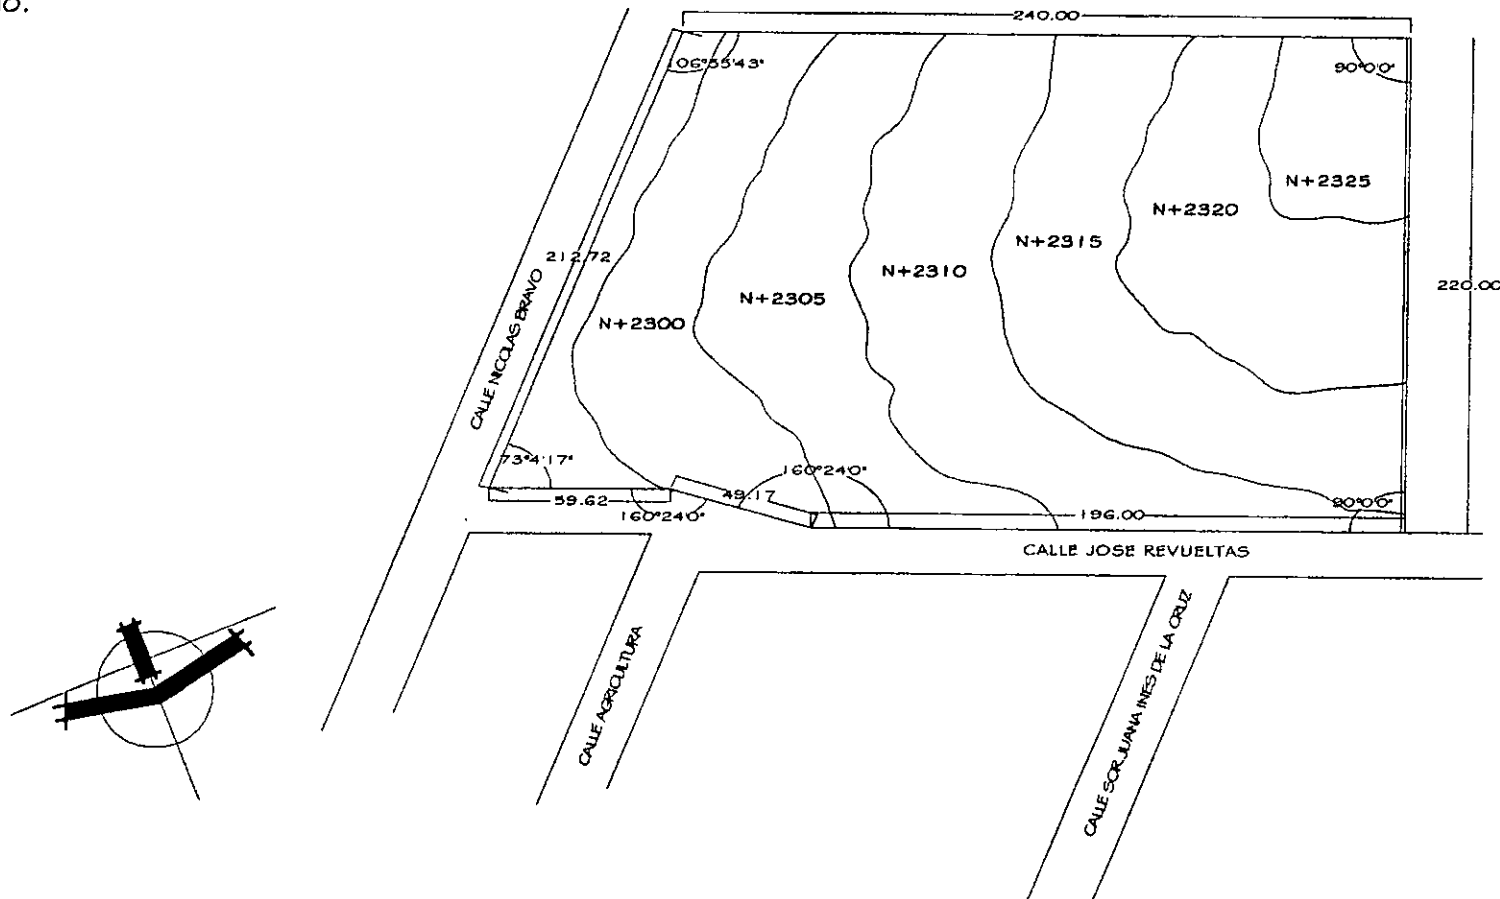 240.00
106°55'43"
90°0'0"
N+2325
N+2320
N+2315
N+2310
N+2305
N+2300
212.72
220.00
CALLE NICOLAS BRAVO
73°4'17"
59.62
160°24'0"
49.17
160°24'0"
196.00
90°0'0"
CALLE JOSE REVUELTAS
CALLE AGRICULTURA
CALLE SOR JUANA INES DE LA CRUZ